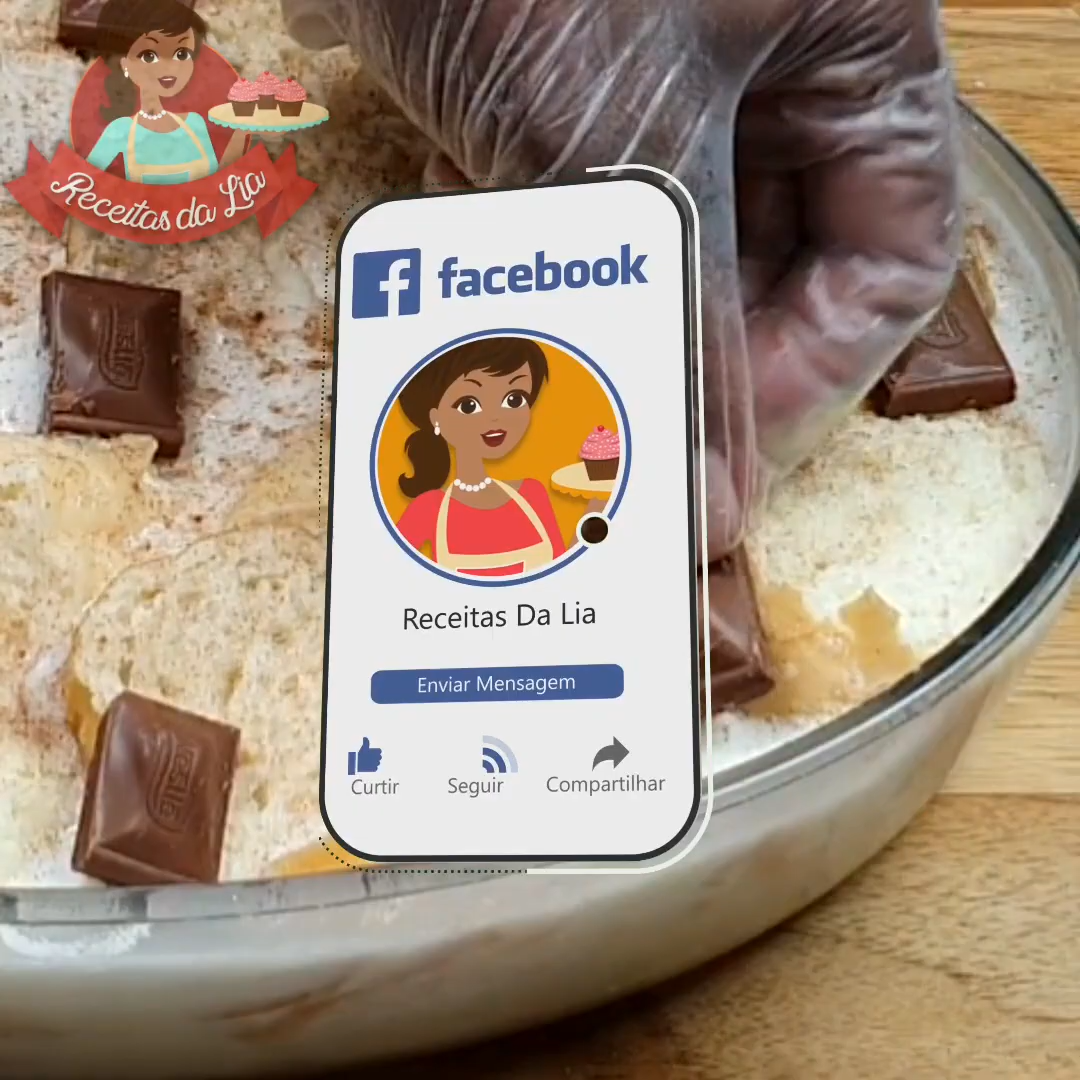 Receitas da Lia
facebook
Receitas Da Lia
Enviar Mensagem
Curtir Seguir Compartilhar